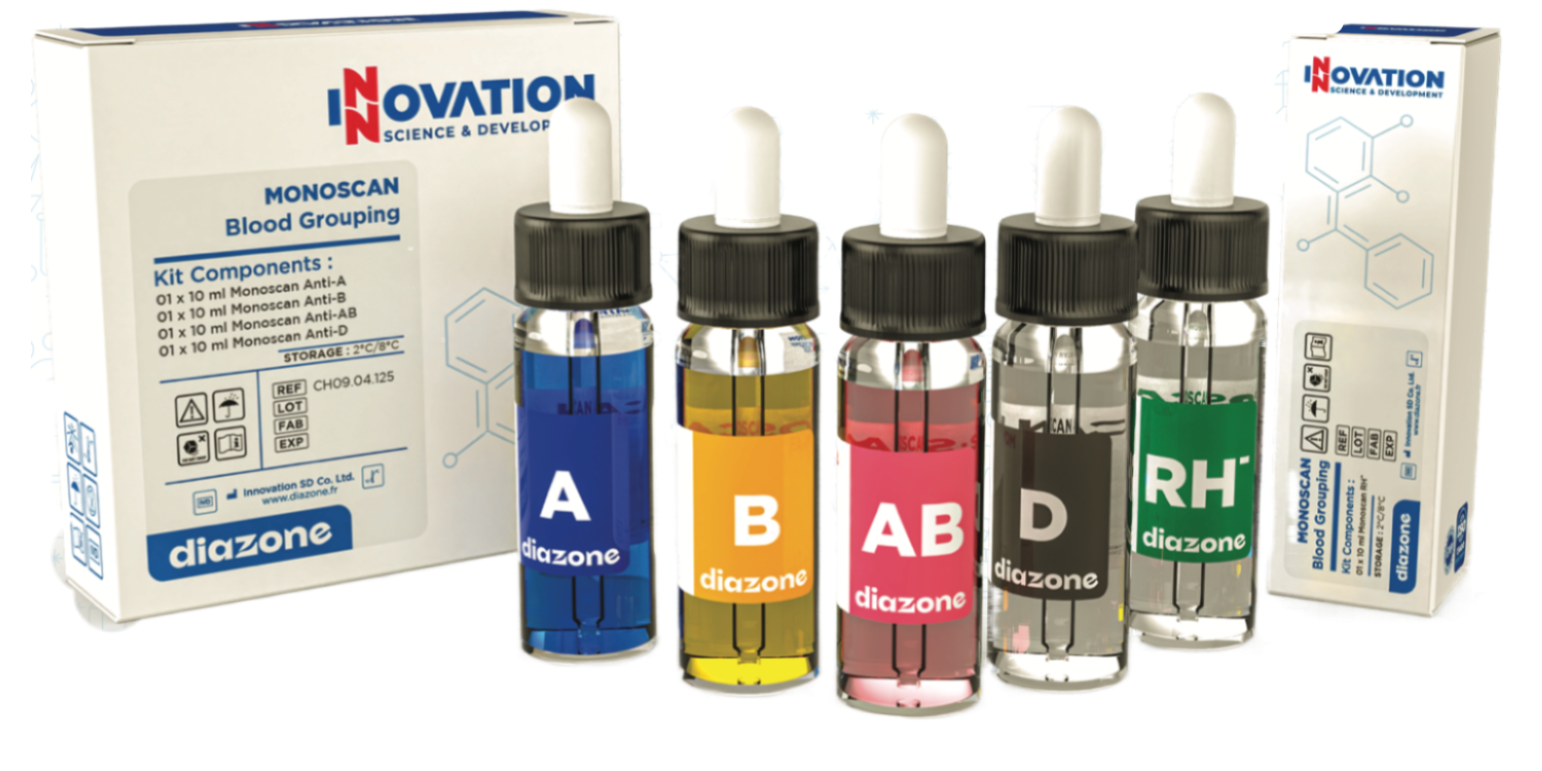 INNOVATION
SCIENCE & DEVELOP
MONOSCAN
Blood Grouping
Kit Components :
01 x 10 ml Monoscan Anti-A
01 x 10 ml Monoscan Anti-B
01 x 10 ml Monoscan Anti-AB
01 x 10 ml Monoscan Anti-D
STORAGE : 2°C/8°C
REF CH09.04.125
LOT
FAB
EXP
Innovation SD Co. Ltd.
www.diazone.fr
diazone
A
diazone
B
diazone
AB
diazone
D
diazone
RH-
diazone
INNOVATION
SCIENCE & DEVELOPMENT
MONOSCAN
Blood Grouping
Kit Components :
01 x 10 ml Monoscan RH-
STORAGE : 2°C/8°C
REF
LOT
FAB
EXP
Innovation SD Co. Ltd.
www.diazone.fr
diazone